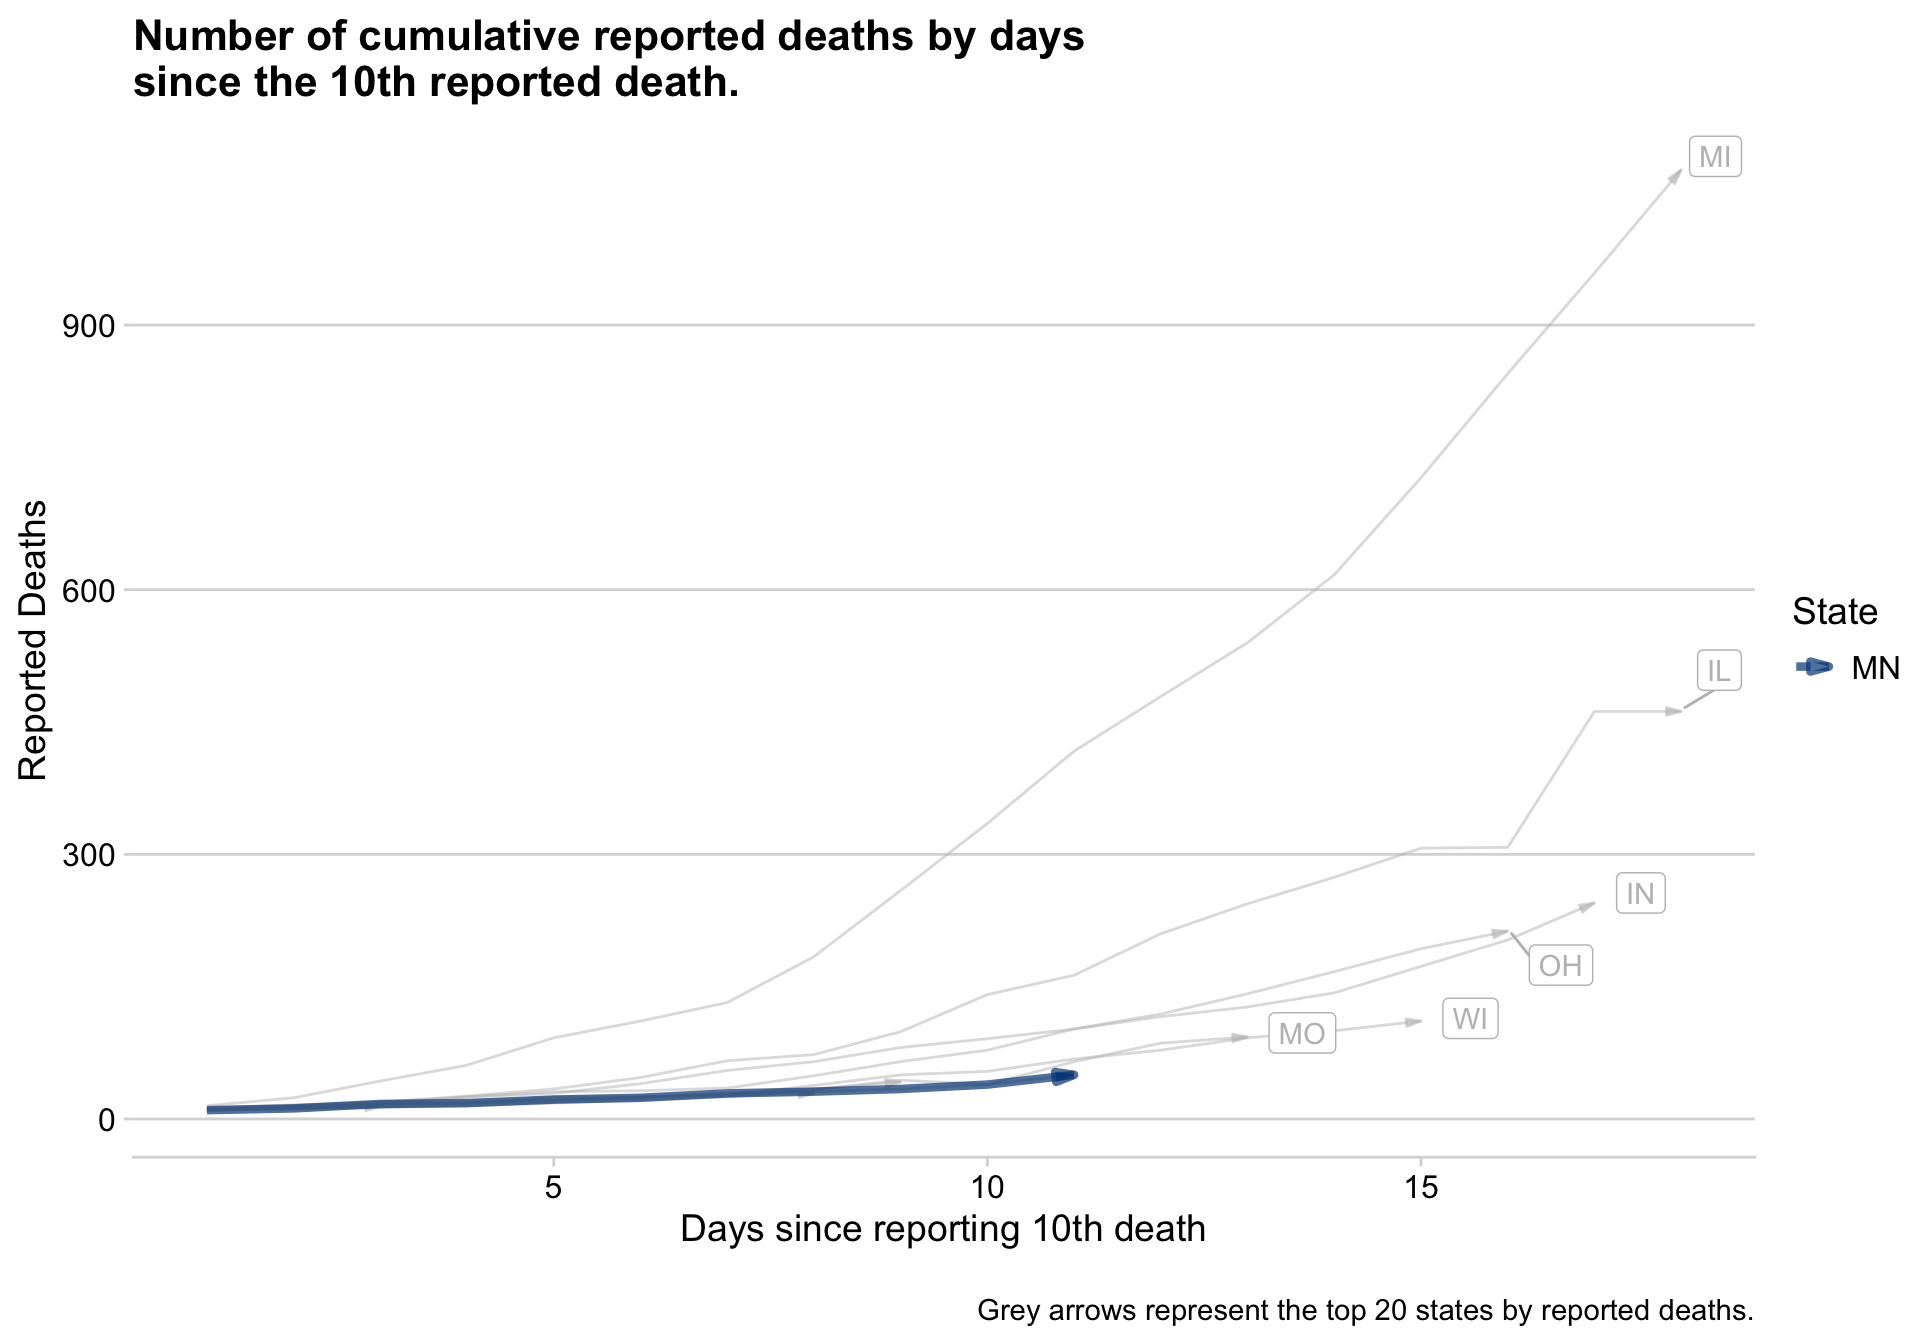 Number of cumulative reported deaths by days
since the 10th reported death.
MI
900
Reported Deaths
600
State
MN
IL
300
IN
OH
WI
MO
0
5
10
15
Days since reporting 10th death
Grey arrows represent the top 20 states by reported deaths.